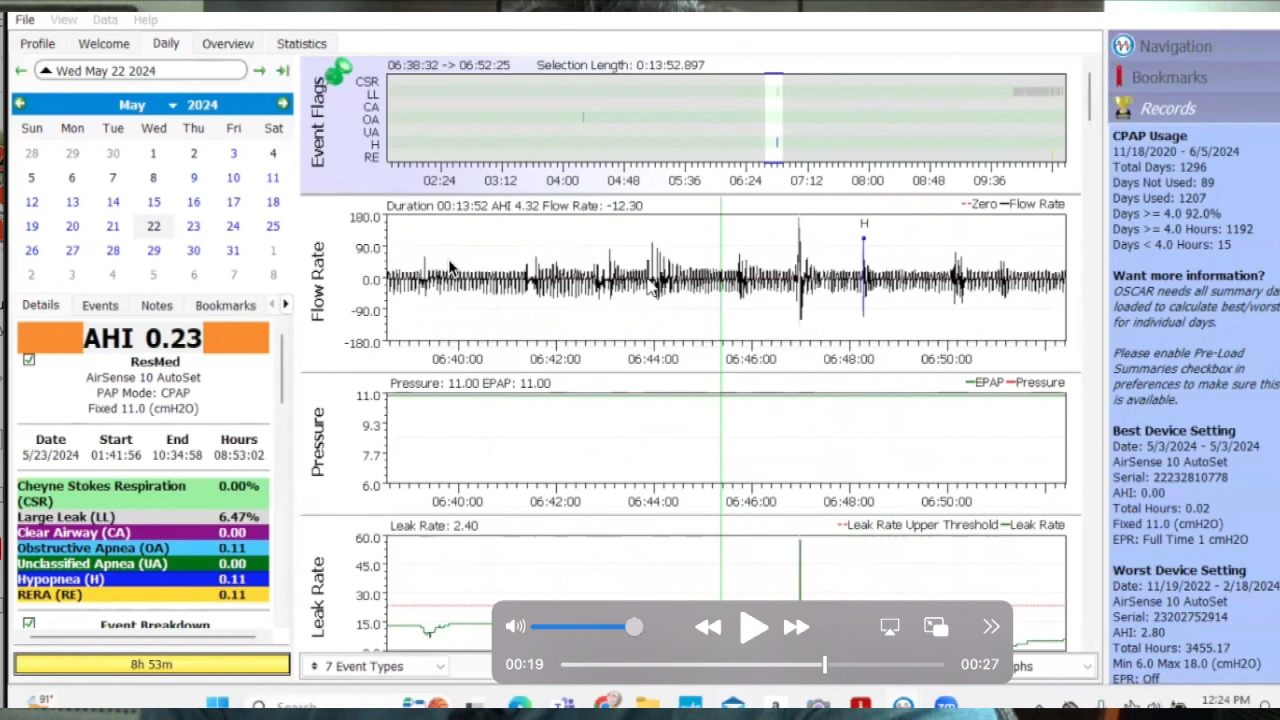 File View Data Help
Profile Welcome Daily Overview Statistics
Wed May 22 2024
May 2024
Sun Mon Tue Wed Thu Fri Sat
28 29 30 1 2 3 4
5 6 7 8 9 10 11
12 13 14 15 16 17 18
19 20 21 22 23 24 25
26 27 28 29 30 31 1
2 3 4 5 6 7 8
Details Events Notes Bookmarks
AHI 0.23
ResMed
AirSense 10 AutoSet
PAP Mode: CPAP
Fixed 11.0 (cmH2O)
Date Start End Hours
5/23/2024 01:41:56 10:34:58 08:53:02
Cheyne Stokes Respiration (CSR) 0.00%
Large Leak (LL) 6.47%
Clear Airway (CA) 0.00
Obstructive Apnea (OA) 0.11
Unclassified Apnea (UA) 0.00
Hypopnea (H) 0.11
RERA (RE) 0.11
Event Breakdown
8h 53m
06:38:32 -> 06:52:25 Selection Length: 0:13:52.897
Event Flags
CSR
LL
CA
OA
UA
H
RE
02:24 03:12 04:00 04:48 05:36 06:24 07:12 08:00 08:48 09:36
Duration 00:13:52 AHI 4.32 Flow Rate: -12.30
--Zero —Flow Rate
Flow Rate
180.0
90.0
0.0
-90.0
-180.0
H
06:40:00 06:42:00 06:44:00 06:46:00 06:48:00 06:50:00
Pressure: 11.00 EPAP: 11.00
—EPAP —Pressure
Pressure
11.0
9.3
7.7
6.0
06:40:00 06:42:00 06:44:00 06:46:00 06:48:00 06:50:00
Leak Rate: 2.40
--Leak Rate Upper Threshold —Leak Rate
Leak Rate
60.0
45.0
30.0
15.0
00:19 00:27
7 Event Types
phs
Navigation
Bookmarks
Records
CPAP Usage
11/18/2020 - 6/5/2024
Total Days: 1296
Days Not Used: 89
Days Used: 1207
Days >= 4.0 92.0%
Days >= 4.0 Hours: 1192
Days < 4.0 Hours: 15
Want more information?
OSCAR needs all summary da
loaded to calculate best/worst
for individual days.
Please enable Pre-Load
Summaries checkbox in
preferences to make sure this
is available.
Best Device Setting
Date: 5/3/2024 - 5/3/2024
AirSense 10 AutoSet
Serial: 22232810778
AHI: 0.00
Total Hours: 0.02
Fixed 11.0 (cmH2O)
EPR: Full Time 1 cmH2O
Worst Device Setting
Date: 11/19/2022 - 2/18/2024
AirSense 10 AutoSet
Serial: 23202752914
AHI: 2.80
Total Hours: 3455.17
Min 6.0 Max 18.0 (cmH2O)
EPR: Off
91°
Search
12:24 PM